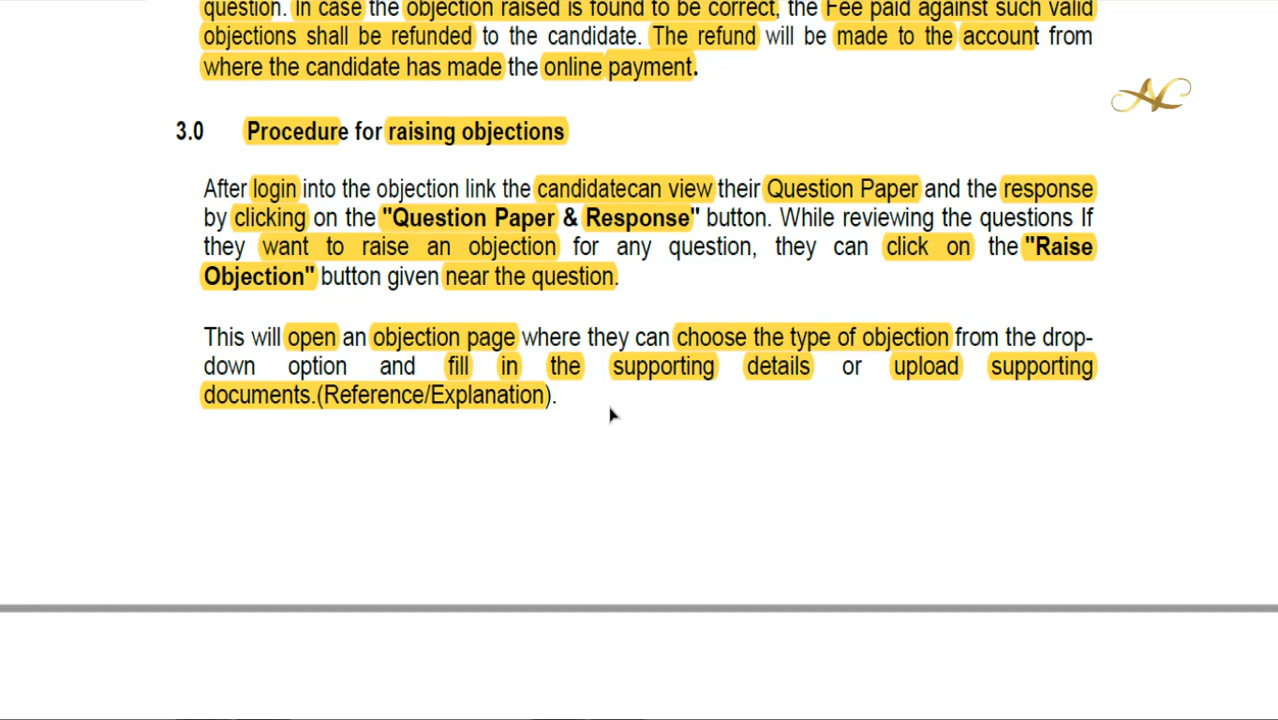 question. In case the objection raised is found to be correct, the Fee paid against such valid
objections shall be refunded to the candidate. The refund will be made to the account from
where the candidate has made the online payment.
3.0 Procedure for raising objections
After login into the objection link the candidatecan view their Question Paper and the response
by clicking on the "Question Paper & Response" button. While reviewing the questions If
they want to raise an objection for any question, they can click on the "Raise
Objection" button given near the question.
This will open an objection page where they can choose the type of objection from the drop-
down option and fill in the supporting details or upload supporting
documents.(Reference/Explanation).